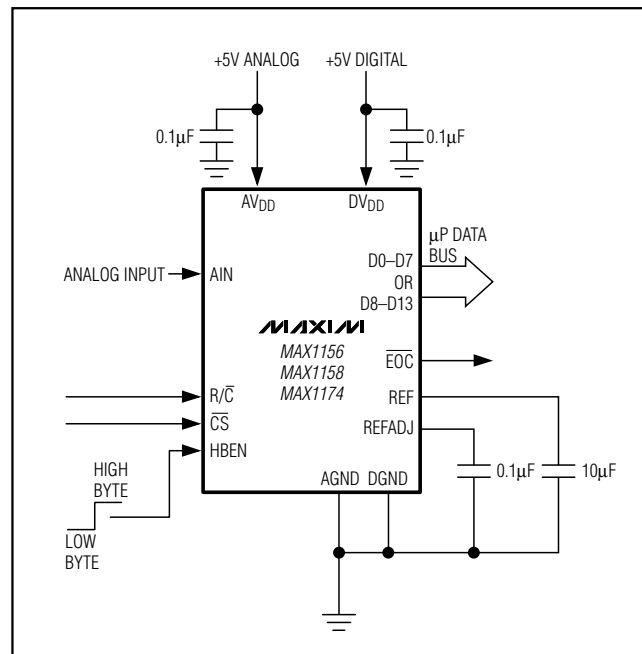 +5V ANALOG
+5V DIGITAL
0.1μF
0.1μF
AVDD
DVDD
μP DATA
BUS
D0–D7
OR
D8–D13
ANALOG INPUT
AIN
MAXIM
MAX1156
MAX1158
MAX1174
EOC
R/C
REF
CS
REFADJ
HBEN
HIGH
BYTE
LOW
BYTE
AGND
DGND
0.1μF
10μF